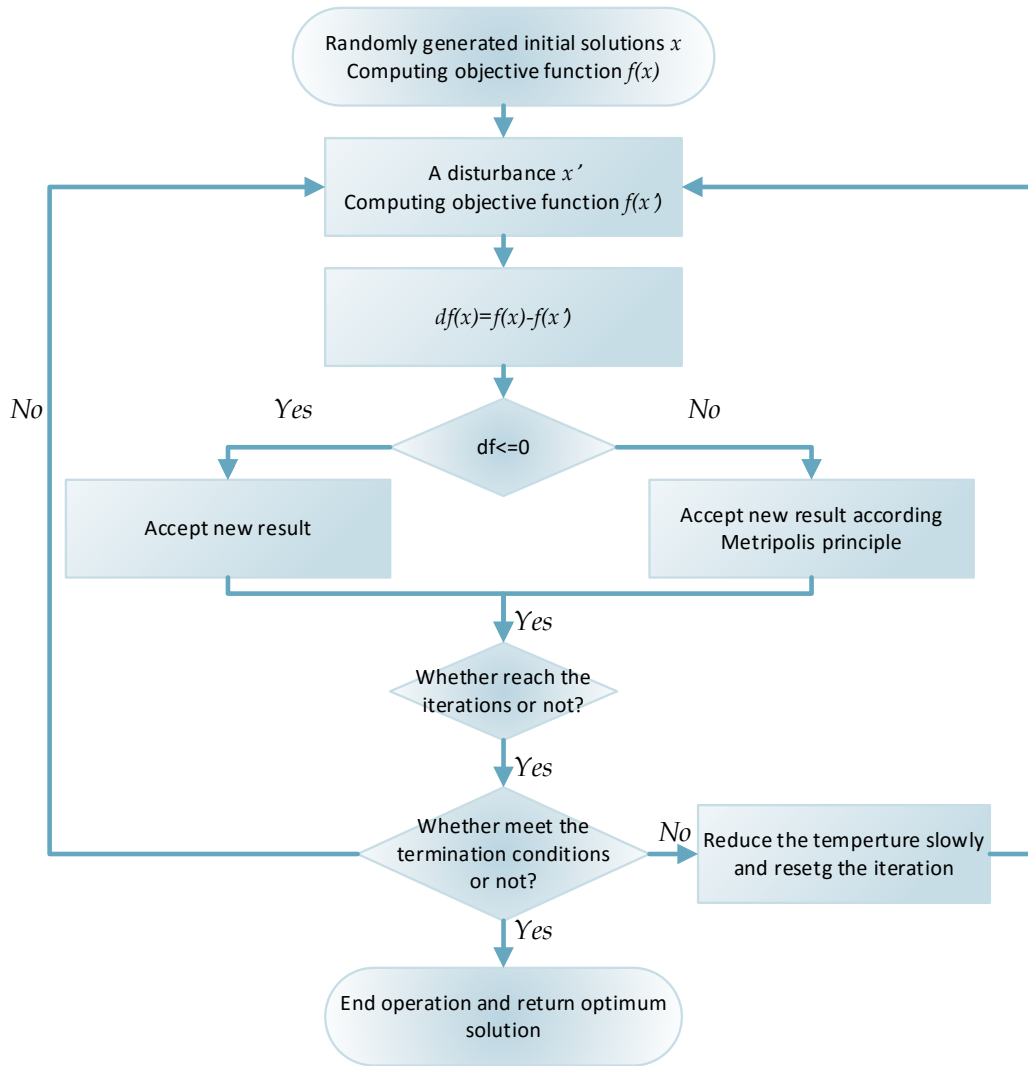 Randomly generated initial solutions x
Computing objective function f(x)
A disturbance x’
Computing objective function f(x’)
df(x)=f(x)-f(x’)
No
Yes
No
df<=0
Accept new result
Accept new result according
Metripolis principle
Yes
Whether reach the
iterations or not?
Yes
Whether meet the
termination conditions
or not?
No
Reduce the temperture slowly
and resetg the iteration
Yes
End operation and return optimum
solution